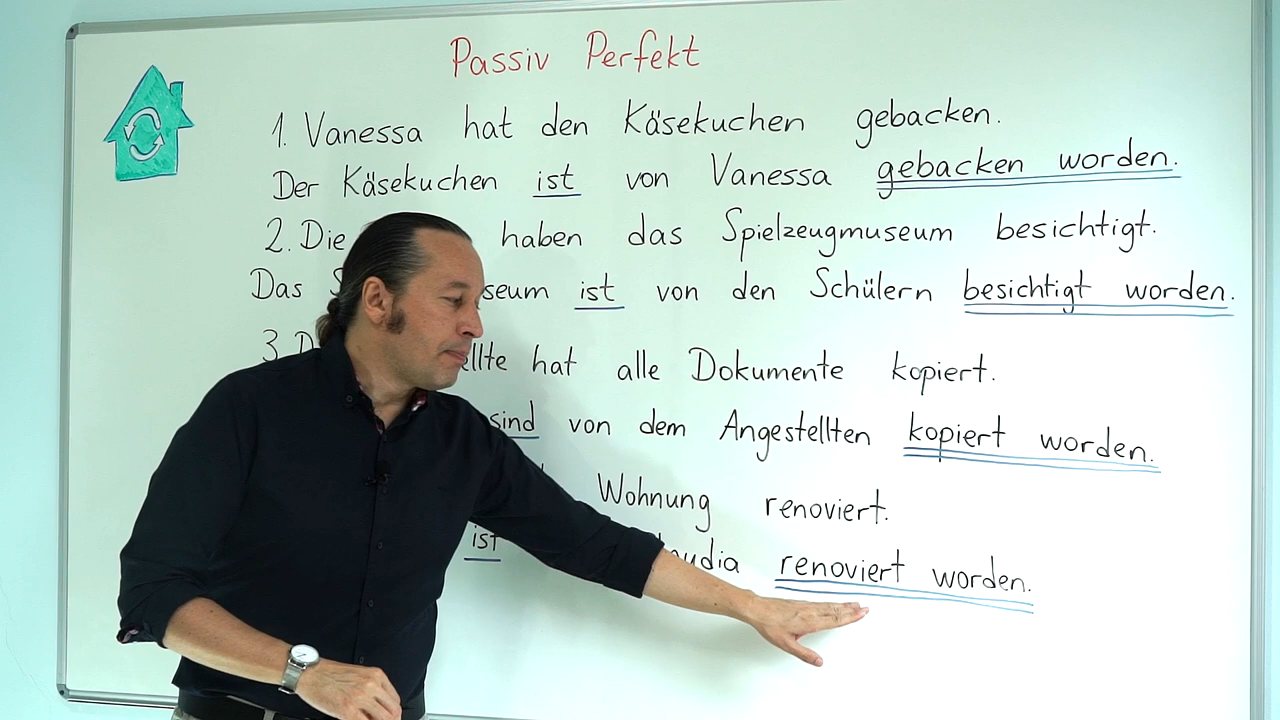 Passiv Perfekt
1. Vanessa hat den Käsekuchen gebacken.
Der Käsekuchen ist von Vanessa gebacken worden.
2. Die haben das Spielzeugmuseum besichtigt.
Das S seum ist von den Schülern besichtigt worden.
3. D llte hat alle Dokumente kopiert.
sind von dem Angestellten kopiert worden.
Wohnung renoviert.
ist udia renoviert worden.